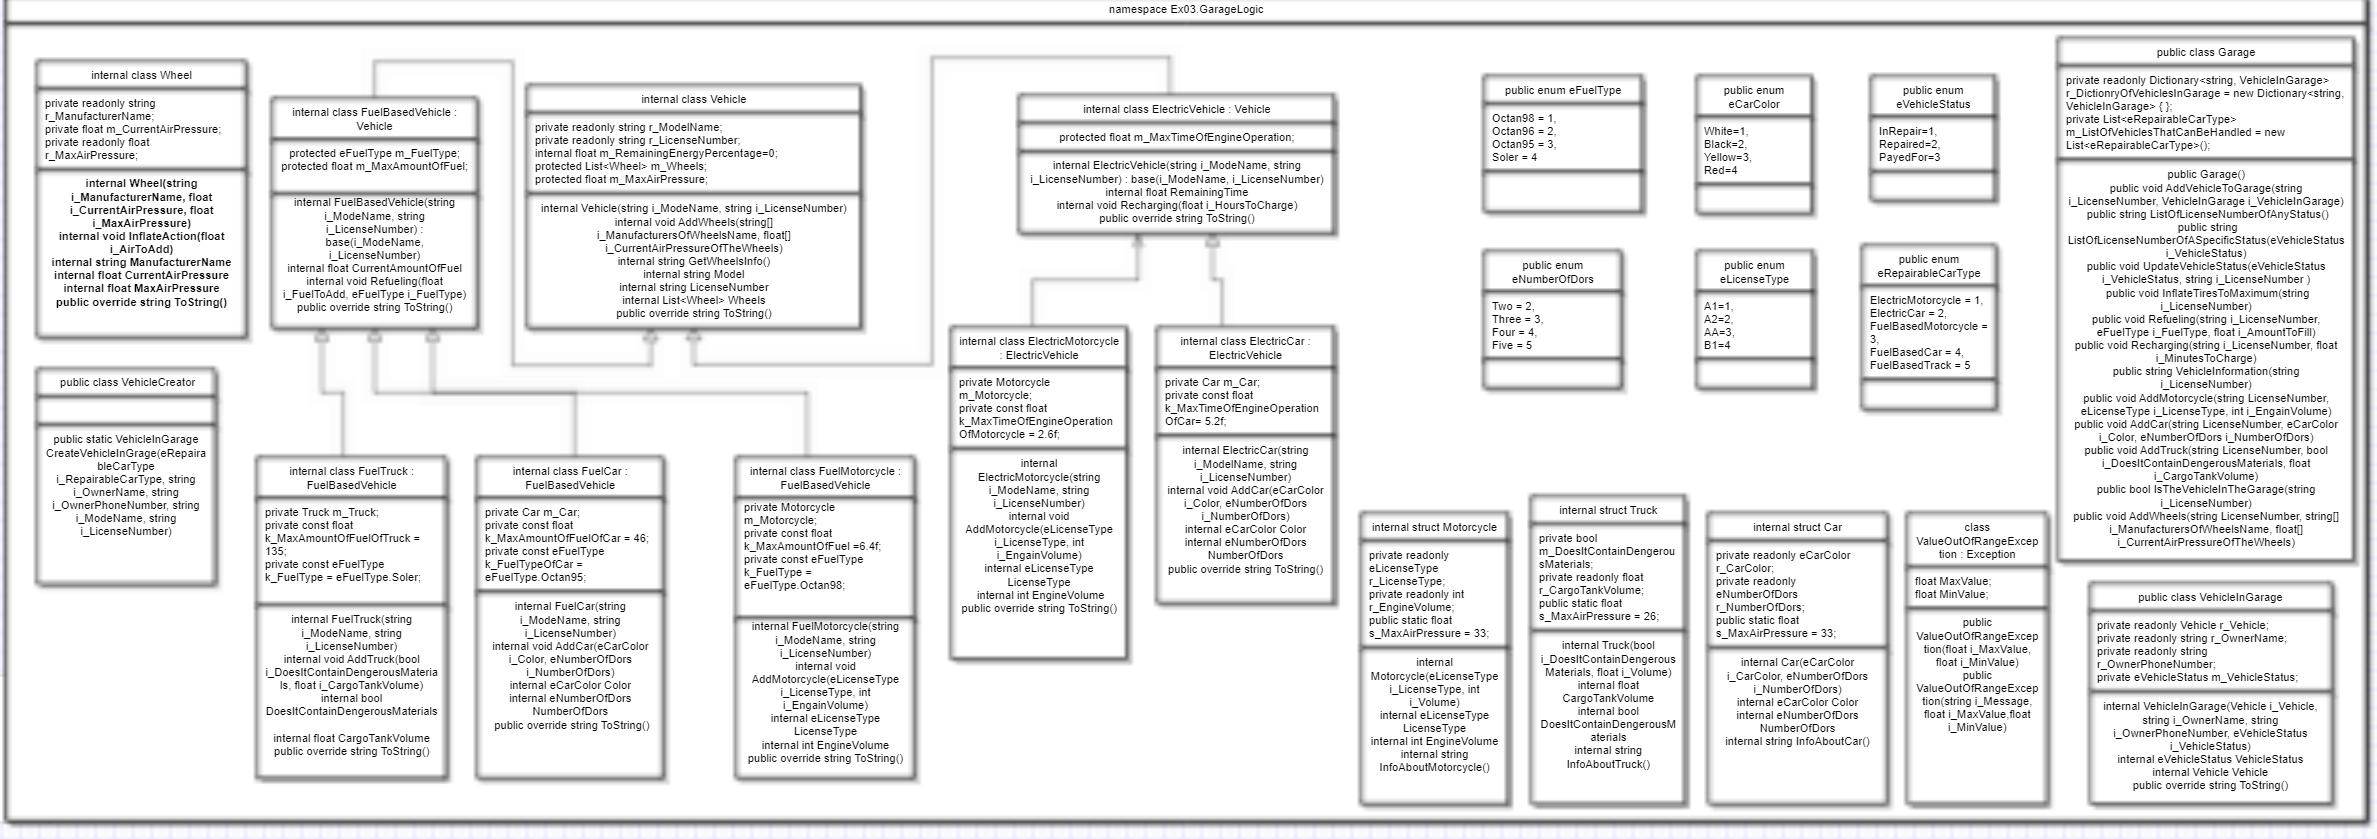 namespace Ex03.GarageLogic
internal class Wheel
private readonly string
r_ManufacturerName;
private float m_CurrentAirPressure;
private readonly float
r_MaxAirPressure;
internal Wheel(string
i_ManufacturerName, float
i_CurrentAirPressure, float
i_MaxAirPressure)
internal void InflateAction(float
i_AirToAdd)
internal string ManufacturerName
internal float CurrentAirPressure
internal float MaxAirPressure
public override string ToString()
public class VehicleCreator
public static VehicleInGarage
CreateVehicleInGrage(eRepaira
bleCarType
i_RepairableCarType, string
i_OwnerName, string
i_OwnerPhoneNumber, string
i_ModeName, string
i_LicenseNumber)
internal class FuelBasedVehicle :
Vehicle
protected eFuelType m_FuelType;
protected float m_MaxAmountOfFuel;
internal FuelBasedVehicle(string
i_ModeName, string
i_LicenseNumber) :
base(i_ModeName,
i_LicenseNumber)
internal float CurrentAmountOfFuel
internal void Refueling(float
i_FuelToAdd, eFuelType i_FuelType)
public override string ToString()
internal class Vehicle
private readonly string r_ModelName;
private readonly string r_LicenseNumber;
internal float m_RemainingEnergyPercentage=0;
protected List<Wheel> m_Wheels;
protected float m_MaxAirPressure;
internal Vehicle(string i_ModeName, string i_LicenseNumber)
internal void AddWheels(string[]
i_ManufacturersOfWheelsName, float[]
i_CurrentAirPressureOfTheWheels)
internal string GetWheelsInfo()
internal string Model
internal string LicenseNumber
internal List<Wheel> Wheels
public override string ToString()
internal class ElectricVehicle : Vehicle
protected float m_MaxTimeOfEngineOperation;
internal ElectricVehicle(string i_ModeName, string
i_LicenseNumber) : base(i_ModeName, i_LicenseNumber)
internal float RemainingTime
internal void Recharging(float i_HoursToCharge)
public override string ToString()
internal class FuelTruck :
FuelBasedVehicle
private Truck m_Truck;
private const float
k_MaxAmountOfFuelOfTruck =
135;
private const eFuelType
k_FuelType = eFuelType.Soler;
internal FuelTruck(string
i_ModeName, string
i_LicenseNumber)
internal void AddTruck(bool
i_DoesItContainDengerousMateria
ls, float i_CargoTankVolume)
internal bool
DoesItContainDengerousMaterials
internal float CargoTankVolume
public override string ToString()
internal class FuelCar :
FuelBasedVehicle
private Car m_Car;
private const float
k_MaxAmountOfFuelOfCar = 46;
private const eFuelType
k_FuelTypeOfCar =
eFuelType.Octan95;
internal FuelCar(string
i_ModeName, string
i_LicenseNumber)
internal void AddCar(eCarColor
i_Color, eNumberOfDors
i_NumberOfDors)
internal eCarColor Color
internal eNumberOfDors
NumberOfDors
public override string ToString()
internal class FuelMotorcycle :
FuelBasedVehicle
private Motorcycle
m_Motorcycle;
private const float
k_MaxAmountOfFuel =6.4f;
private const eFuelType
k_FuelType =
eFuelType.Octan98;
internal FuelMotorcycle(string
i_ModeName, string
i_LicenseNumber)
internal void
AddMotorcycle(eLicenseType
i_LicenseType, int
i_EngainVolume)
internal eLicenseType
LicenseType
internal int EngineVolume
public override string ToString()
internal class ElectricMotorcycle
: ElectricVehicle
private Motorcycle
m_Motorcycle;
private const float
k_MaxTimeOfEngineOperation
OfMotorcycle = 2.6f;
internal
ElectricMotorcycle(string
i_ModeName, string
i_LicenseNumber)
internal void
AddMotorcycle(eLicenseType
i_LicenseType, int
i_EngainVolume)
internal eLicenseType
LicenseType
internal int EngineVolume
public override string ToString()
internal class ElectricCar :
ElectricVehicle
private Car m_Car;
private const float
k_MaxTimeOfEngineOperation
OfCar= 5.2f;
internal ElectricCar(string
i_ModelName, string
i_LicenseNumber)
internal void AddCar(eCarColor
i_Color, eNumberOfDors
i_NumberOfDors)
internal eCarColor Color
internal eNumberOfDors
NumberOfDors
public override string ToString()
public enum eFuelType
Octan98 = 1,
Octan96 = 2,
Octan95 = 3,
Soler = 4
public enum
eCarColor
White=1,
Black=2,
Yellow=3,
Red=4
public enum
eVehicleStatus
InRepair=1,
Repaired=2,
PayedFor=3
public enum
eNumberOfDors
Two = 2,
Three = 3,
Four = 4,
Five = 5
public enum
eLicenseType
A1=1,
A2=2,
AA=3,
B1=4
public enum
eRepairableCarType
ElectricMotorcycle = 1,
ElectricCar = 2,
FuelBasedMotorcycle =
3,
FuelBasedCar = 4,
FuelBasedTrack = 5
internal struct Motorcycle
private readonly
eLicenseType
r_LicenseType;
private readonly int
r_EngineVolume;
public static float
s_MaxAirPressure = 33;
internal
Motorcycle(eLicenseType
i_LicenseType, int
i_Volume)
internal eLicenseType
LicenseType
internal int EngineVolume
internal string
InfoAboutMotorcycle()
internal struct Truck
private bool
m_DoesItContainDengerou
sMaterials;
private readonly float
r_CargoTankVolume;
public static float
s_MaxAirPressure = 26;
internal Truck(bool
i_DoesItContainDengerous
Materials, float i_Volume)
internal float
CargoTankVolume
internal bool
DoesItContainDengerousM
aterials
internal string
InfoAboutTruck()
internal struct Car
private readonly eCarColor
r_CarColor;
private readonly
eNumberOfDors
r_NumberOfDors;
public static float
s_MaxAirPressure = 33;
internal Car(eCarColor
i_CarColor, eNumberOfDors
i_NumberOfDors)
internal eCarColor Color
internal eNumberOfDors
NumberOfDors
internal string InfoAboutCar()
class
ValueOutOfRangeExcep
tion : Exception
float MaxValue;
float MinValue;
public
ValueOutOfRangeExcep
tion(float i_MaxValue,
float i_MinValue)
public
ValueOutOfRangeExcep
tion(string i_Message,
float i_MaxValue,float
i_MinValue)
public class Garage
private readonly Dictionary<string, VehicleInGarage>
r_DictionryOfVehiclesInGarage = new Dictionary<string,
VehicleInGarage> { };
private List<eRepairableCarType>
m_ListOfVehiclesThatCanBeHandled = new
List<eRepairableCarType>();
public Garage()
public void AddVehicleToGarage(string
i_LicenseNumber, VehicleInGarage i_VehicleInGarage)
public string ListOfLicenseNumberOfAnyStatus()
public string
ListOfLicenseNumberOfASpecificStatus(eVehicleStatus
i_VehicleStatus)
public void UpdateVehicleStatus(eVehicleStatus
i_VehicleStatus, string i_LicenseNumber )
public void InflateTiresToMaximum(string
i_LicenseNumber)
public void Refueling(string i_LicenseNumber,
eFuelType i_FuelType, float i_AmountToFill)
public void Recharging(string i_LicenseNumber, float
i_MinutesToCharge)
public string VehicleInformation(string
i_LicenseNumber)
public void AddMotorcycle(string LicenseNumber,
eLicenseType i_LicenseType, int i_EngainVolume)
public void AddCar(string LicenseNumber, eCarColor
i_Color, eNumberOfDors i_NumberOfDors)
public void AddTruck(string LicenseNumber, bool
i_DoesItContainDengerousMaterials, float
i_CargoTankVolume)
public bool IsTheVehicleInTheGarage(string
i_LicenseNumber)
public void AddWheels(string LicenseNumber, string[]
i_ManufacturersOfWheelsName, float[]
i_CurrentAirPressureOfTheWheels)
public class VehicleInGarage
private readonly Vehicle r_Vehicle;
private readonly string r_OwnerName;
private readonly string
r_OwnerPhoneNumber;
private eVehicleStatus m_VehicleStatus;
internal VehicleInGarage(Vehicle i_Vehicle,
string i_OwnerName, string
i_OwnerPhoneNumber, eVehicleStatus
i_VehicleStatus)
internal eVehicleStatus VehicleStatus
internal Vehicle Vehicle
public override string ToString()